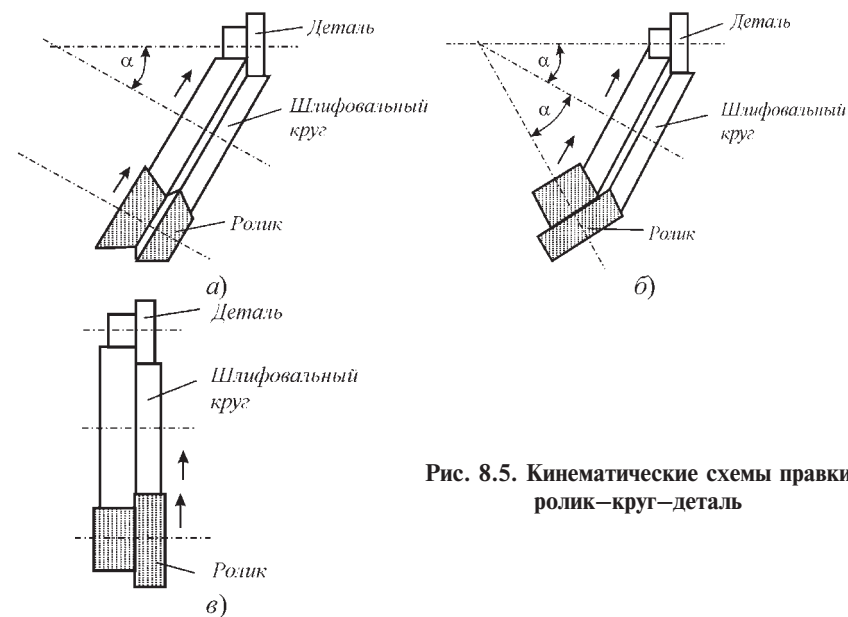 Деталь
α
Шлифовальный
круг
Ролик
а)
Деталь
α
α
Шлифовальный
круг
Ролик
б)
Деталь
Шлифовальный
круг
Ролик
в)
Рис. 8.5. Кинематические схемы правки
ролик—круг—деталь